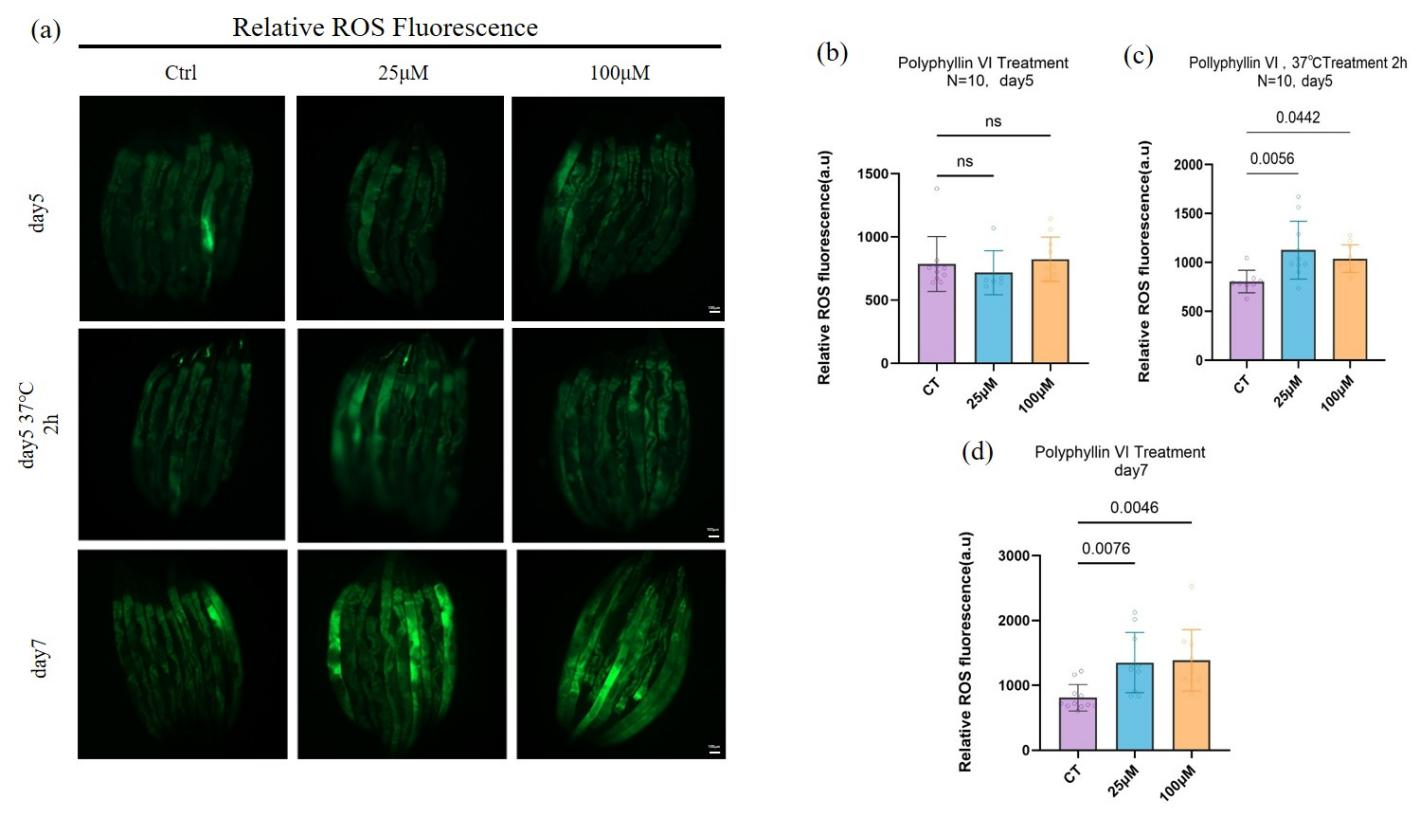 (a)
Relative ROS Fluorescence
Ctrl
25μM
100μM
day5
day5 37°C
2h
day7
(b)
Polyphyllin VI Treatment
N=10, day5
ns
ns
Relative ROS fluorescence(a.u)
1500
1000
500
0
CT
25μM
100μM
(c)
Pollyphyllin VI , 37°CTreatment 2h
N=10, day5
0.0442
0.0056
Relative ROS fluorescence(a.u)
2000
1500
1000
500
0
CT
25μM
100μM
(d)
Polyphyllin VI Treatment
day7
0.0046
0.0076
Relative ROS fluorescence(a.u)
3000
2000
1000
0
CT
25μM
100μM